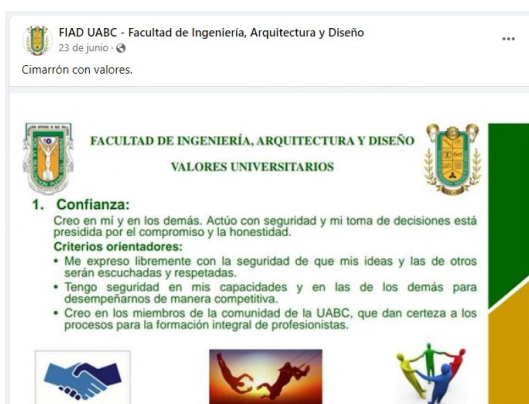 FIAD UABC - Facultad de Ingeniería, Arquitectura y Diseño
23 de junio ·
Cimarrón con valores.
FACULTAD DE INGENIERÍA, ARQUITECTURA Y DISEÑO
VALORES UNIVERSITARIOS
1. Confianza:
Creo en mí y en los demás. Actúo con seguridad y mi toma de decisiones está
presidida por el compromiso y la honestidad.
Criterios orientadores:
• Me expreso libremente con la seguridad de que mis ideas y las de otros
serán escuchadas y respetadas.
• Tengo seguridad en mis capacidades y en las de los demás para
desempeñarnos de manera competitiva.
• Creo en los miembros de la comunidad de la UABC, que dan certeza a los
procesos para la formación integral de profesionistas.